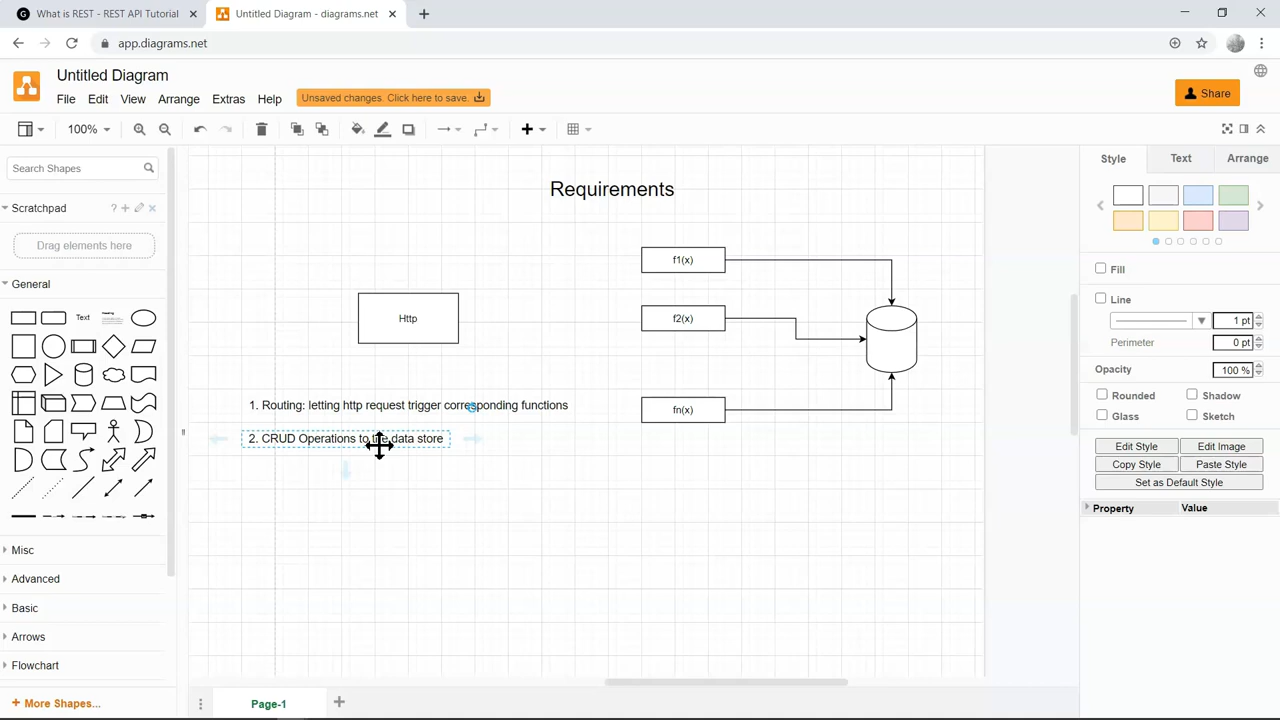 What is REST - REST API Tutorial
Untitled Diagram - diagrams.net
app.diagrams.net
Untitled Diagram
File Edit View Arrange Extras Help
Unsaved changes. Click here to save.
Share
100%
Search Shapes
Scratchpad
?
Drag elements here
General
Text
Heading
Misc
Advanced
Basic
Arrows
Flowchart
+ More Shapes...
Requirements
Http
f1(x)
f2(x)
fn(x)
1. Routing: letting http request trigger corresponding functions
2. CRUD Operations to the data store
Page-1
Style Text Arrange
Fill
Line
1 pt
Perimeter 0 pt
Opacity 100 %
Rounded Shadow
Glass Sketch
Edit Style Edit Image
Copy Style Paste Style
Set as Default Style
Property Value